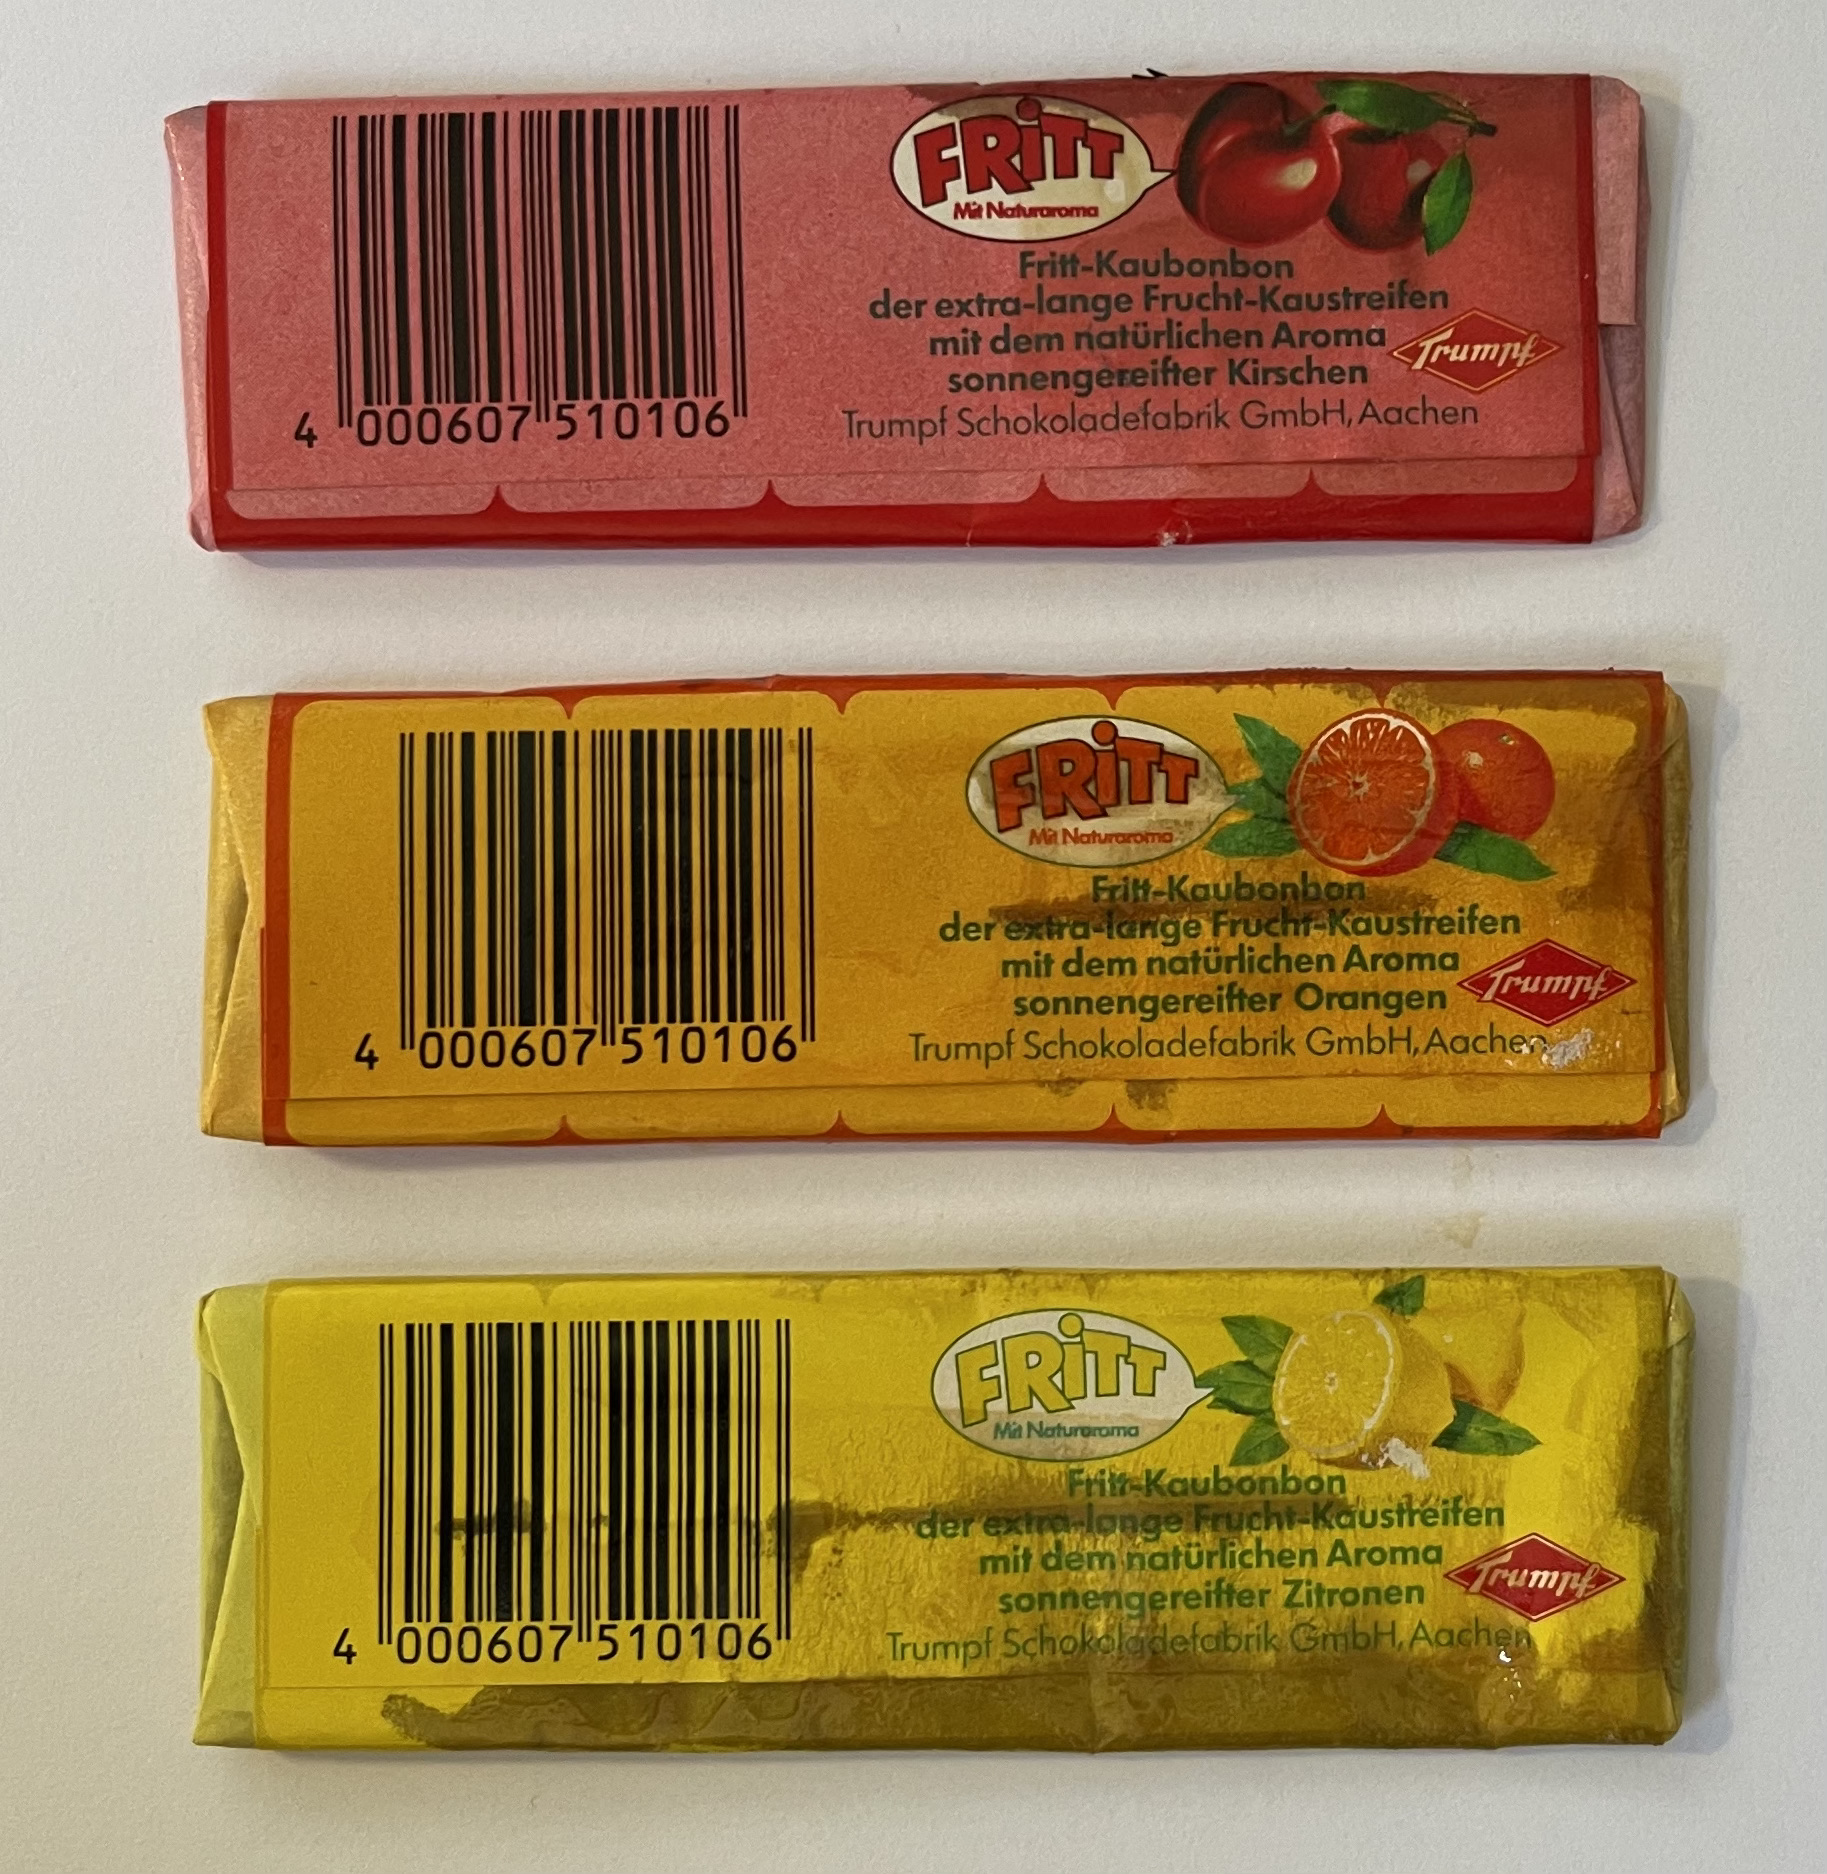 FRiTT
Mit Naturaroma
Fritt-Kaubonbon
der extra-lange Frucht-Kaustreifen
mit dem natürlichen Aroma
sonnengereifter Kirschen
Trumpf
Trumpf Schokoladefabrik GmbH, Aachen
4 000607 510106
FRiTT
Mit Naturaroma
Fritt-Kaubonbon
der extra-lange Frucht-Kaustreifen
mit dem natürlichen Aroma
sonnengereifter Orangen
Trumpf
Trumpf Schokoladefabrik GmbH, Aachen
4 000607 510106
FRiTT
Mit Naturaroma
Fritt-Kaubonbon
der extra-lange Frucht-Kaustreifen
mit dem natürlichen Aroma
sonnengereifter Zitronen
Trumpf
Trumpf Schokoladefabrik GmbH, Aachen
4 000607 510106